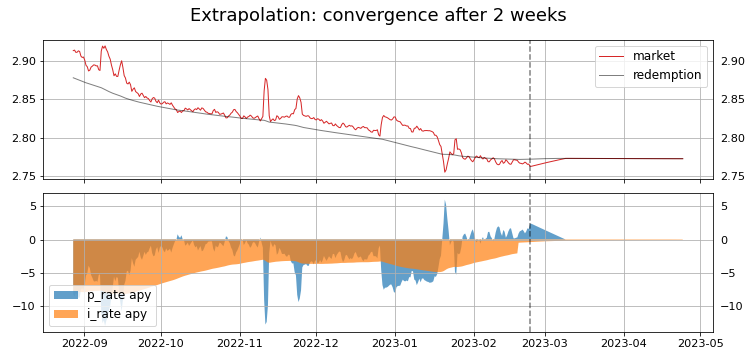 Extrapolation: convergence after 2 weeks
2.90
2.85
2.80
2.75
market
redemption
2.90
2.85
2.80
2.75
5
0
−5
−10
p_rate apy
i_rate apy
5
0
−5
−10
2022-09 2022-10 2022-11 2022-12 2023-01 2023-02 2023-03 2023-04 2023-05